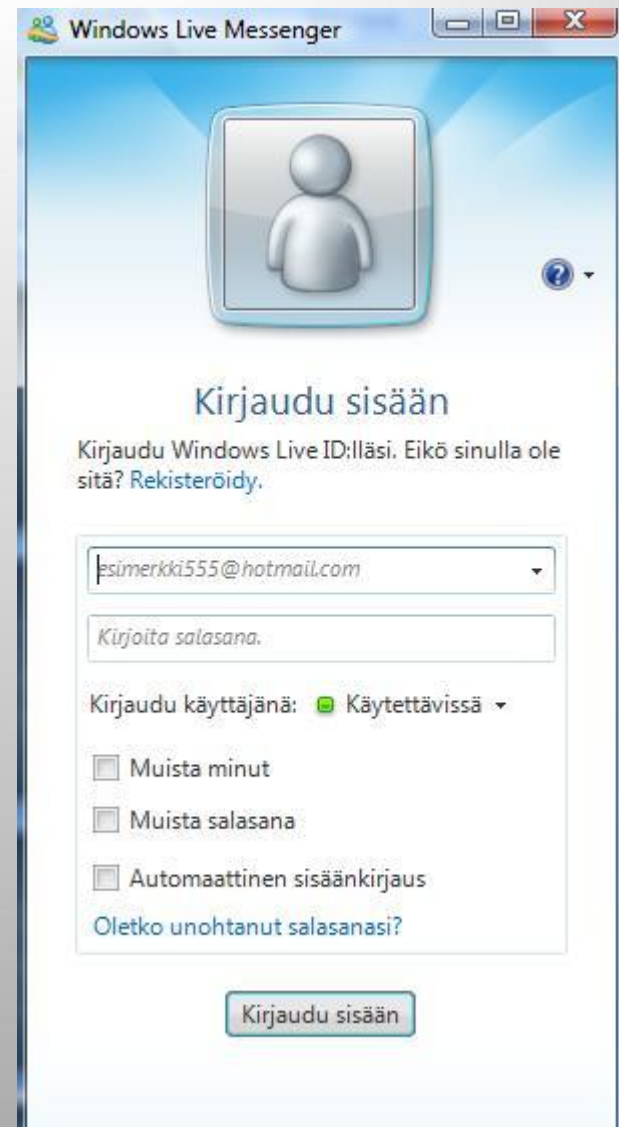 Windows Live Messenger
Kirjaudu sisään
Kirjaudu Windows Live ID:lläsi. Eikö sinulla ole
sitä? Rekisteröidy.
esimerkki555@hotmail.com
Kirjoita salasana.
Kirjaudu käyttäjänä: Käytettävissä
Muista minut
Muista salasana
Automaattinen sisäänkirjaus
Oletko unohtanut salasanasi?
Kirjaudu sisään